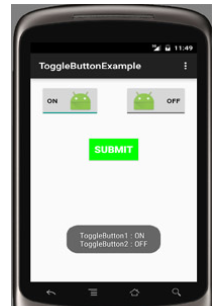 11:49
ToggleButtonExample
ON OFF
SUBMIT
ToggleButton1 : ON
ToggleButton2 : OFF